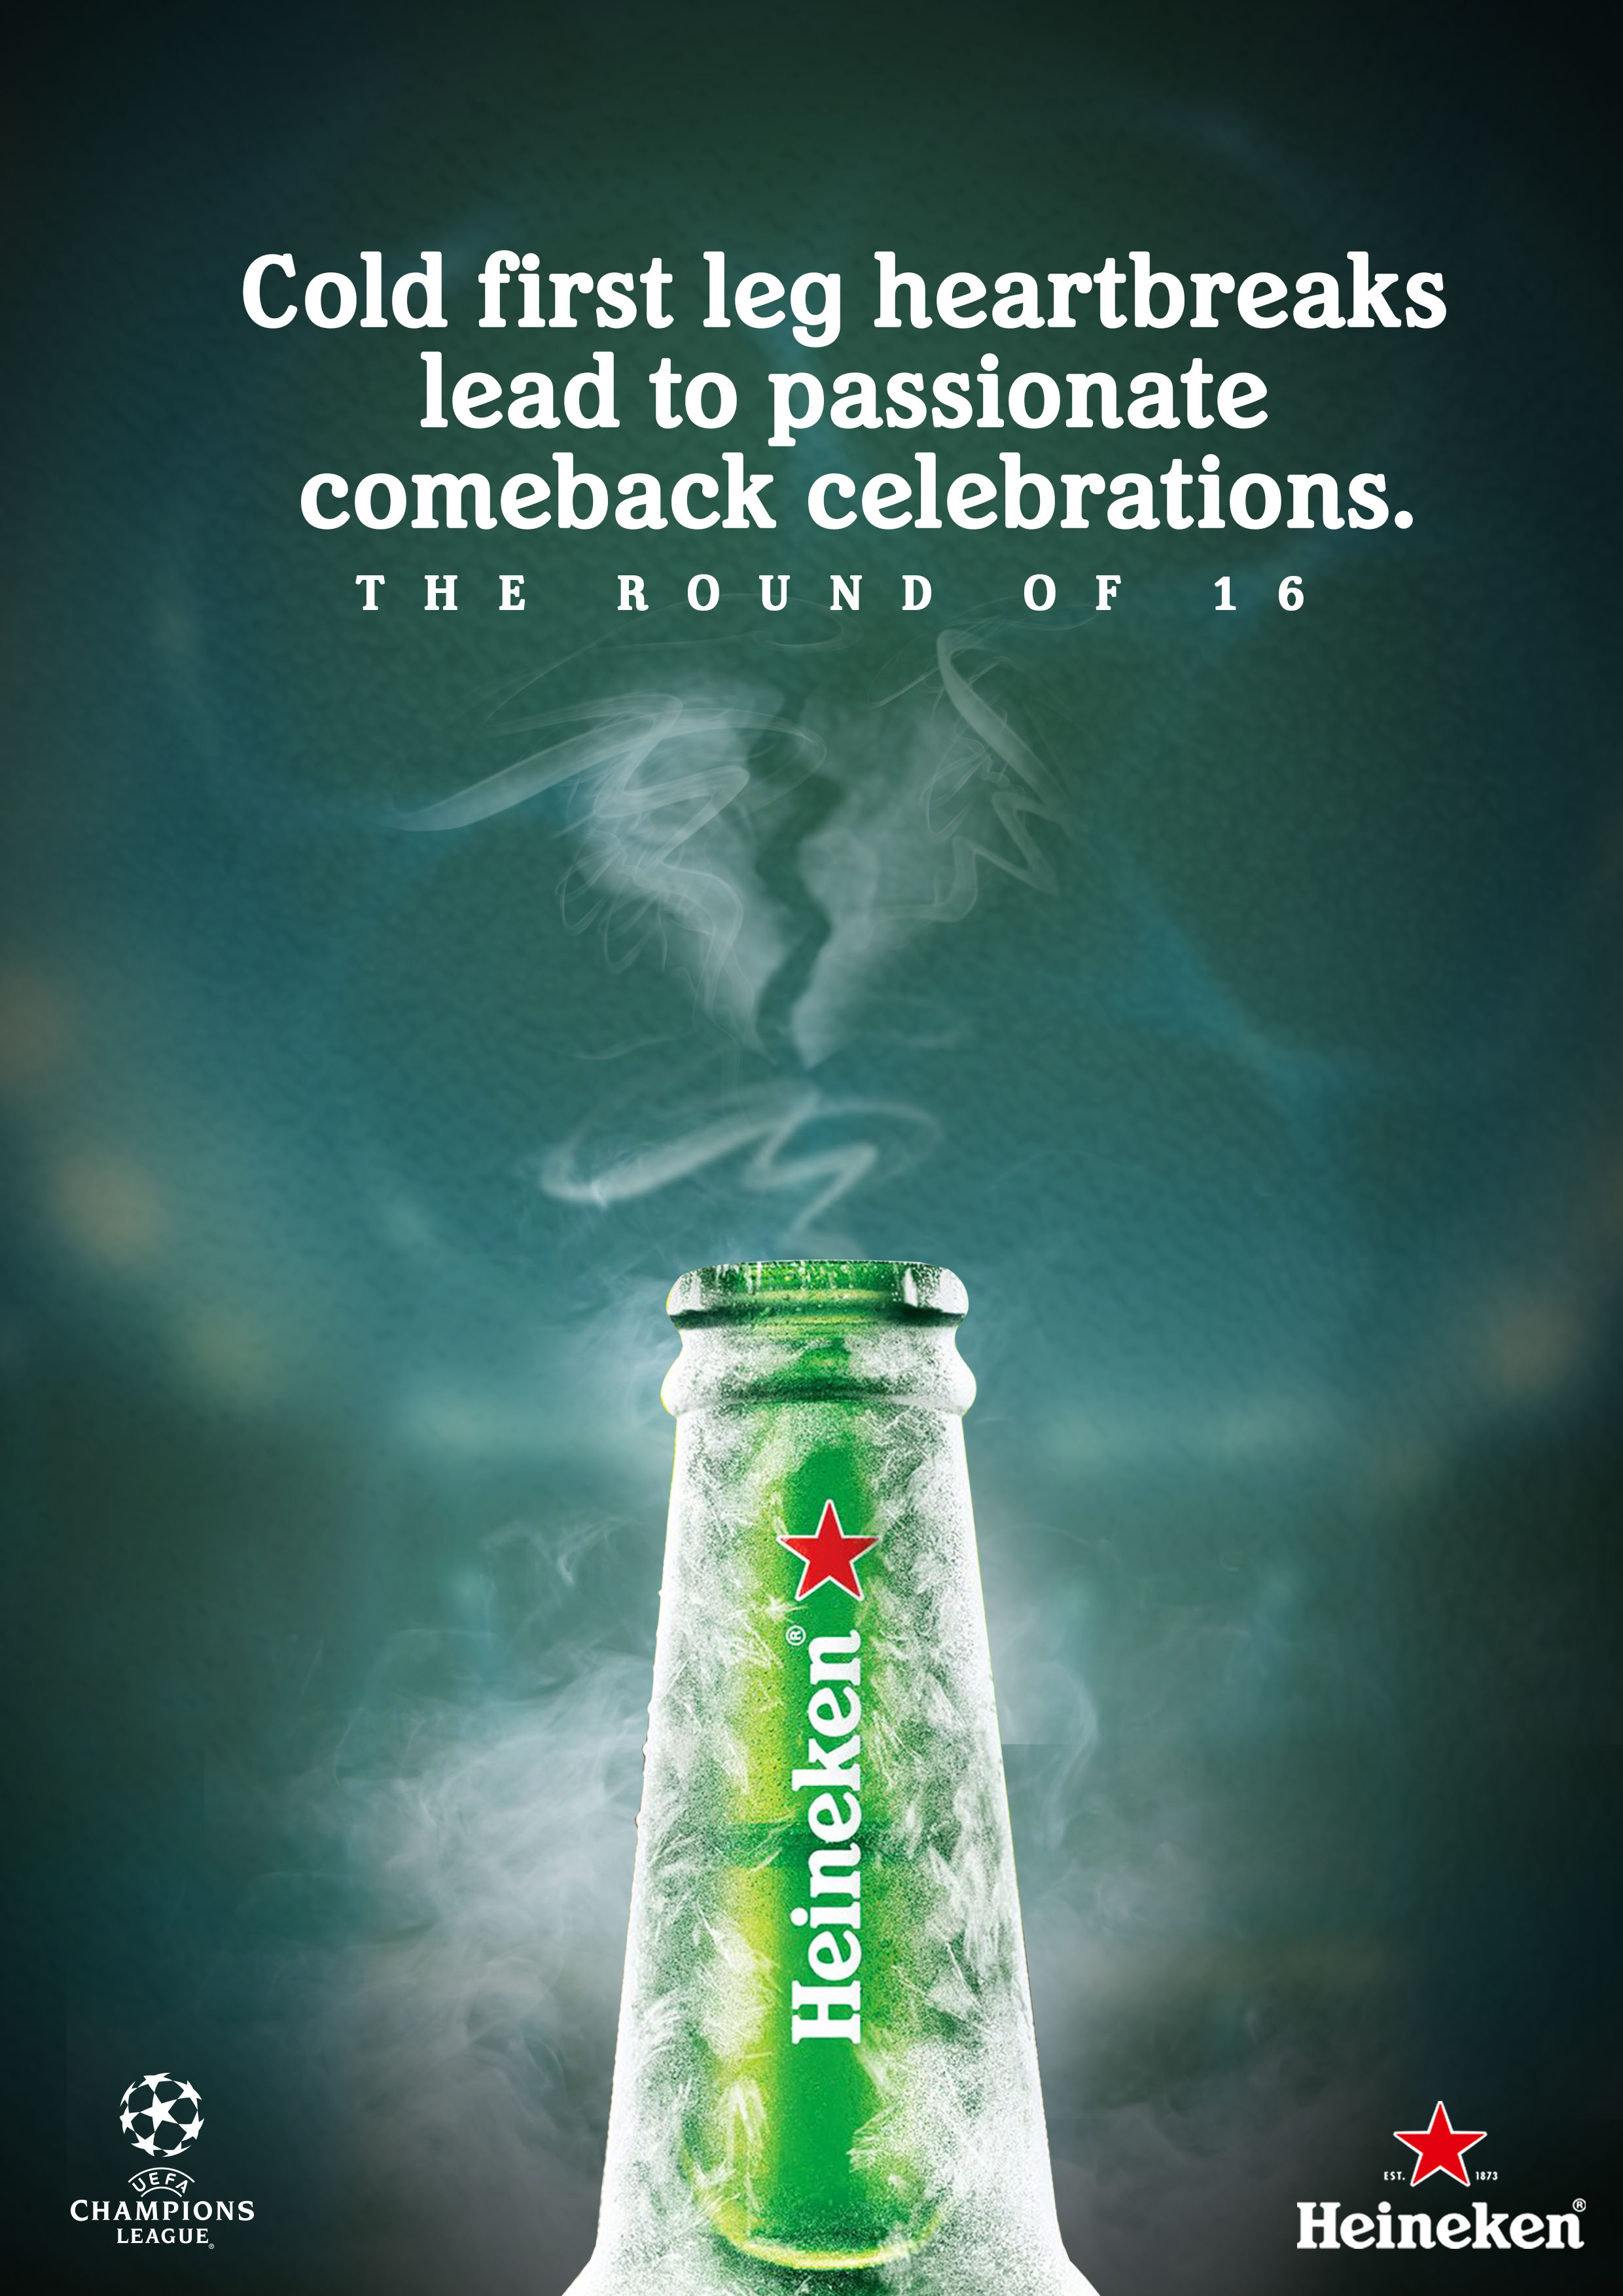 Cold first leg heartbreaks
lead to passionate
comeback celebrations.
THE ROUND OF 16
Heineken®
UEFA
CHAMPIONS
LEAGUE®
EST. 1873
Heineken®